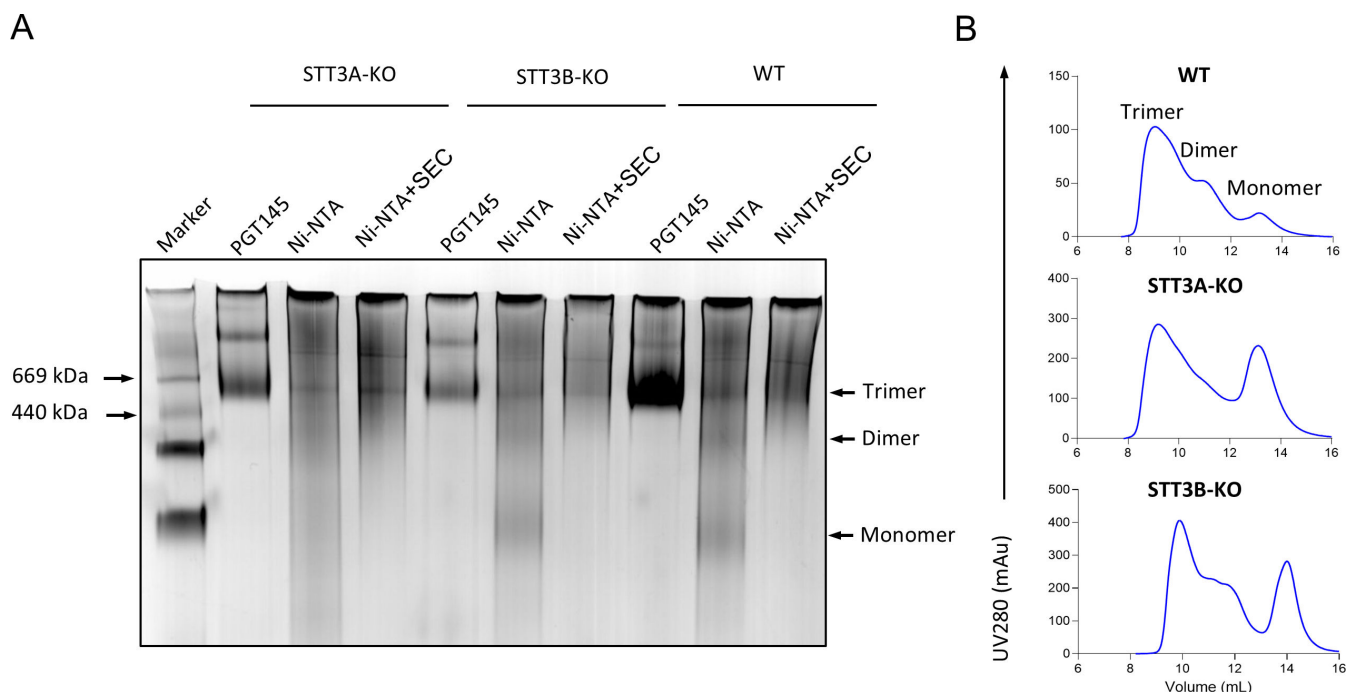 A
STT3A-KO
STT3B-KO
WT
Marker
PGT145
Ni-NTA
Ni-NTA+SEC
PGT145
Ni-NTA
Ni-NTA+SEC
PGT145
Ni-NTA
Ni-NTA+SEC
669 kDa
440 kDa
Trimer
Dimer
Monomer
B
UV280 (mAu)
WT
Trimer
Dimer
Monomer
150
100
50
0
6 8 10 12 14 16
STT3A-KO
400
300
200
100
0
6 8 10 12 14 16
STT3B-KO
500
400
300
200
100
0
6 8 10 12 14 16
Volume (mL)